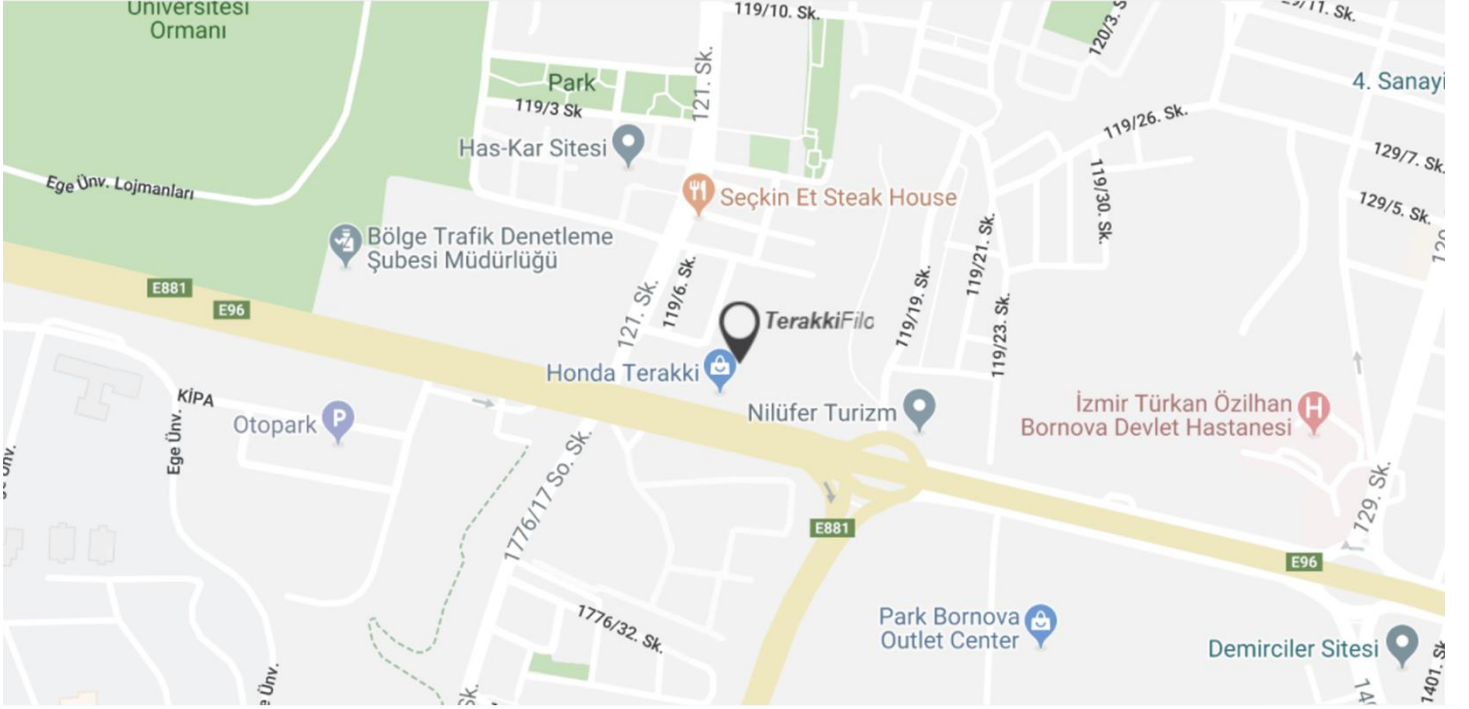 Üniversitesi
Ormanı
119/10. Sk.
120/3. S
/11. Sk.
Park
119/3 Sk
121. Sk.
4. Sanayi
119/26. Sk.
Has-Kar Sitesi
129/7. Sk.
Ege Ünv. Lojmanları
Seçkin Et Steak House
119/30. Sk.
129/5. Sk.
Bölge Trafik Denetleme
Şubesi Müdürlüğü
119/21. Sk.
E881
E96
121. Sk.
119/6. Sk.
TerakkiFilo
119/19. Sk.
119/23. Sk.
Honda Terakki
KİPA
Otopark
P
Ege Ünv.
Nilüfer Turizm
İzmir Türkan Özilhan
Bornova Devlet Hastanesi
H
1776/17 So. Sk.
E881
129. Sk.
E96
1776/32. Sk.
Park Bornova
Outlet Center
Demirciler Sitesi
1401. Sk
e Ünv.
Sk.